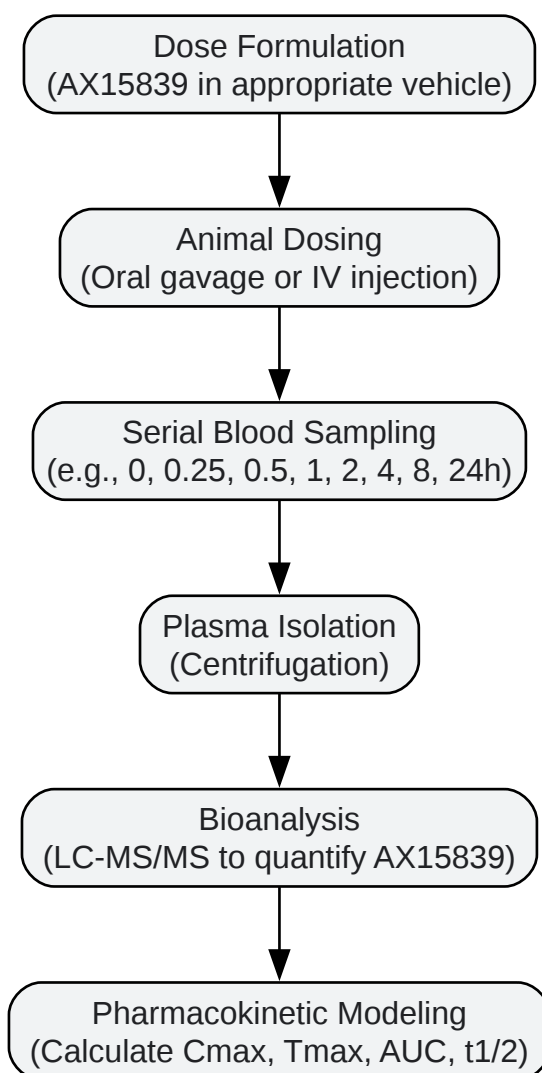 Dose Formulation
(AX15839 in appropriate vehicle)
Animal Dosing
(Oral gavage or IV injection)
Serial Blood Sampling
(e.g., 0, 0.25, 0.5, 1, 2, 4, 8, 24h)
Plasma Isolation
(Centrifugation)
Bioanalysis
(LC-MS/MS to quantify AX15839)
Pharmacokinetic Modeling
(Calculate Cmax, Tmax, AUC, t1/2)